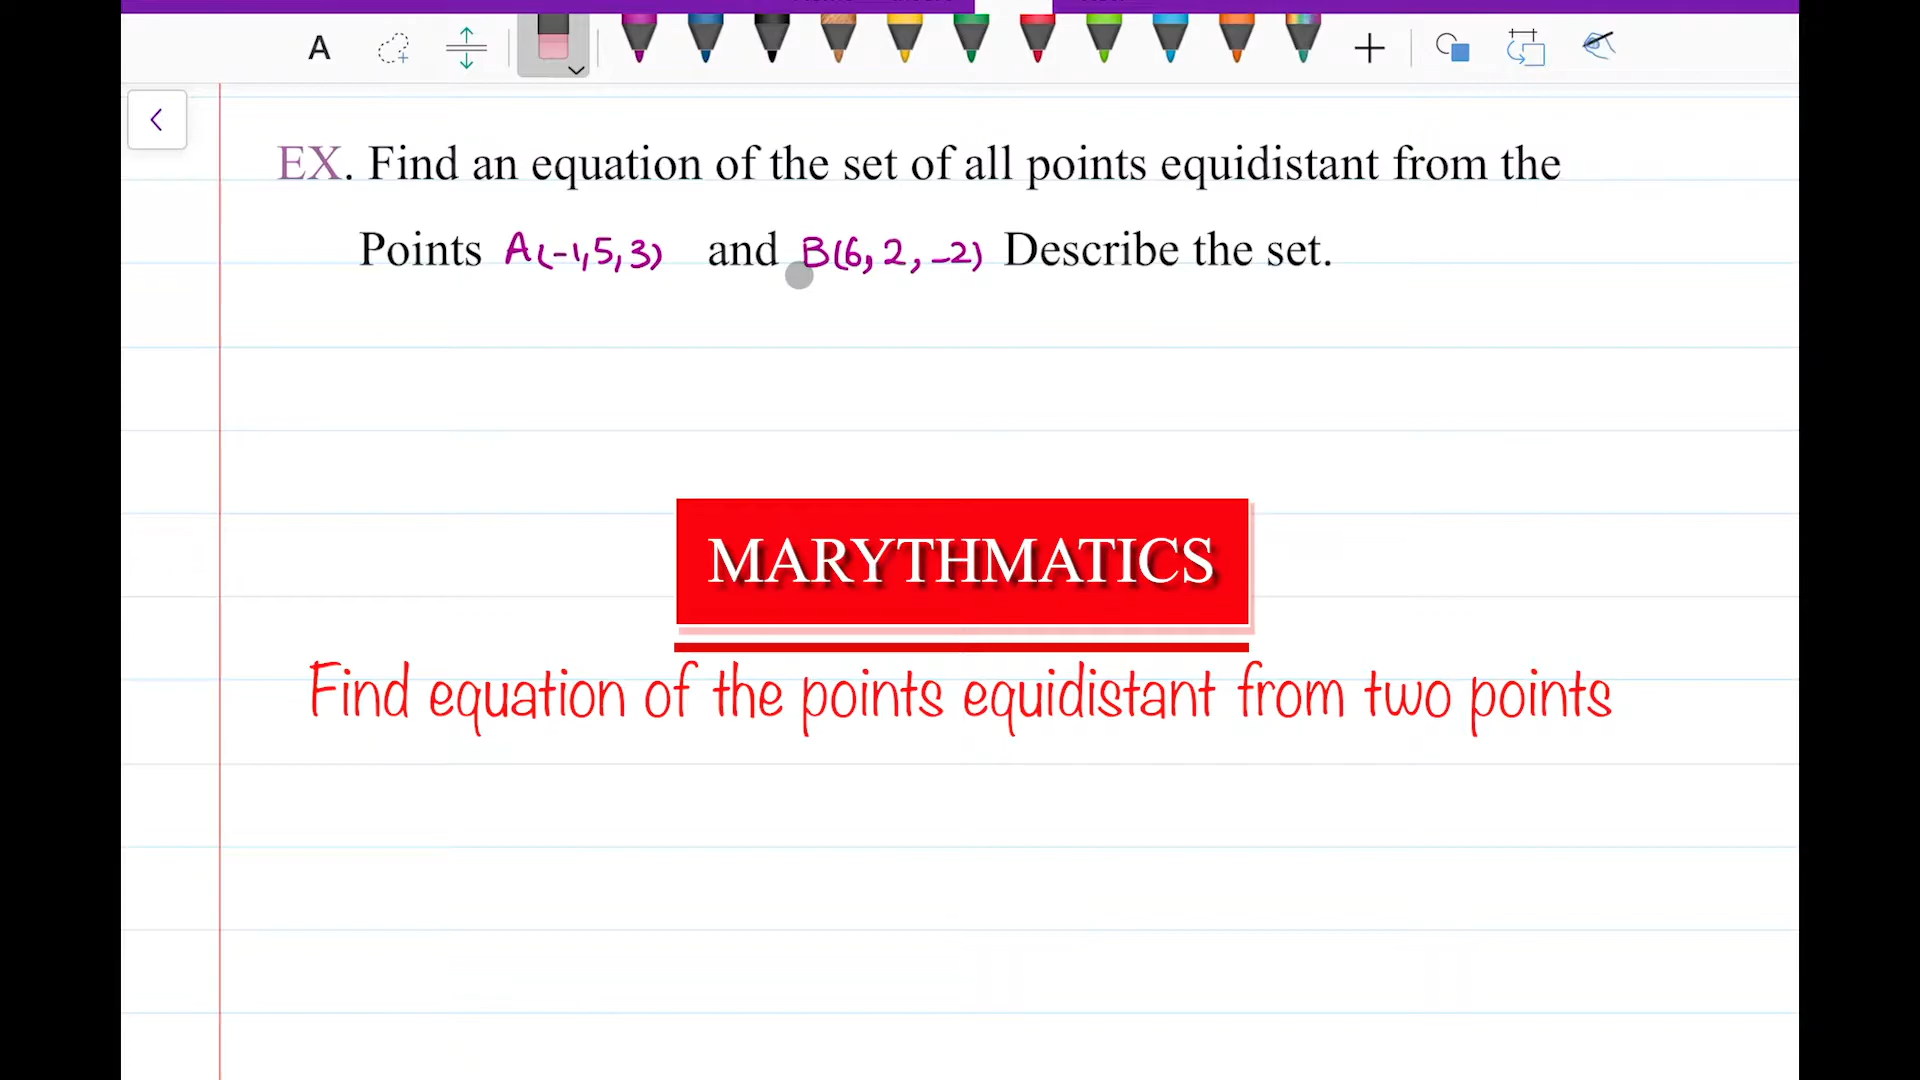 A
EX. Find an equation of the set of all points equidistant from the
Points A(-1,5,3) and B(6,2,-2) Describe the set.
MARYTHMATICS
Find equation of the points equidistant from two points